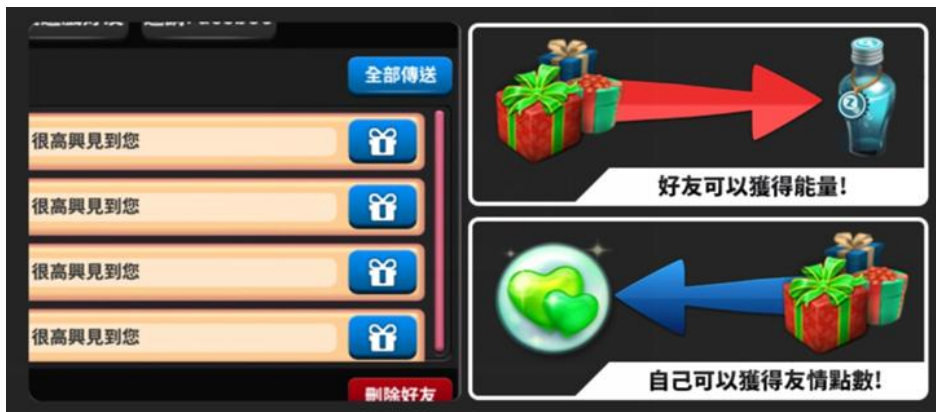 全部傳送
很高興見到您
很高興見到您
很高興見到您
很高興見到您
刪除好友
好友可以獲得能量!
自己可以獲得友情點數!